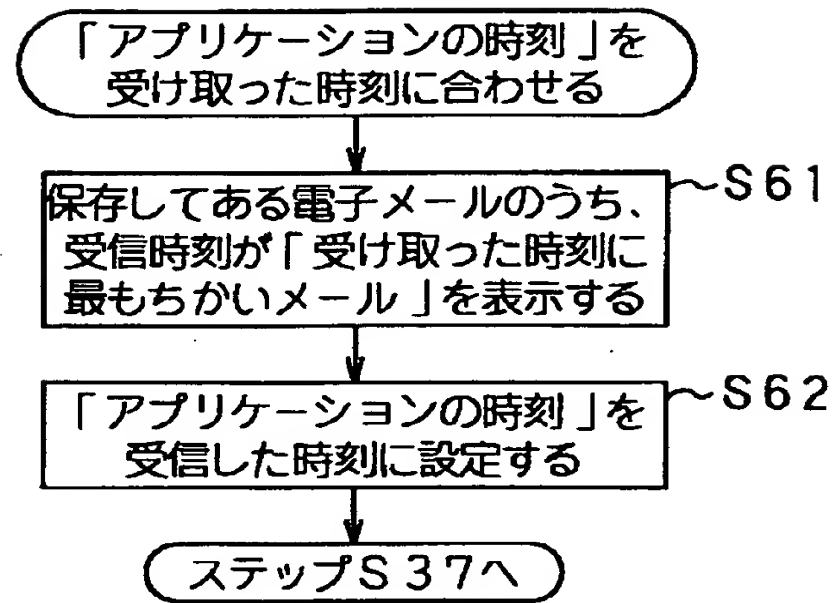 「アプリケーションの時刻」を
受け取った時刻に合わせる
S61
保存してある電子メールのうち、
受信時刻が「受け取った時刻に
最もちかいメール」を表示する
S62
「アプリケーションの時刻」を
受信した時刻に設定する
ステップS37へ